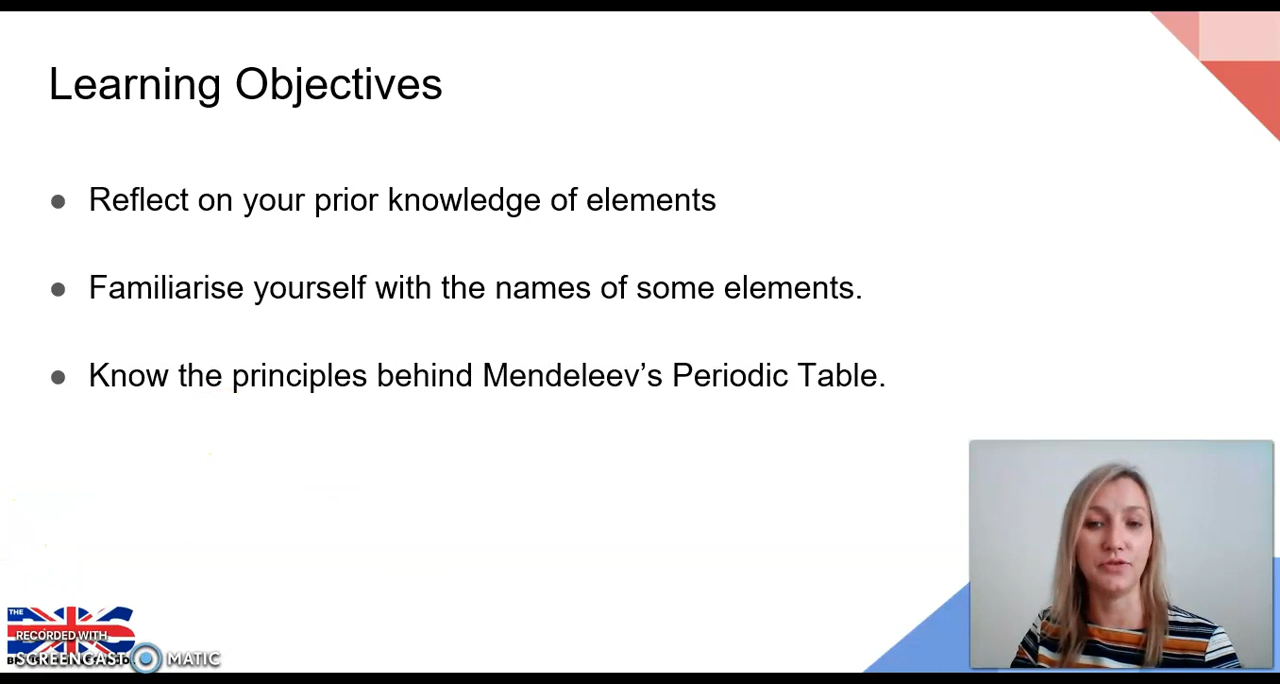 Learning Objectives
● Reflect on your prior knowledge of elements
● Familiarise yourself with the names of some elements.
● Know the principles behind Mendeleev’s Periodic Table.
THE
RECORDED WITH
SCREENCAST MATIC